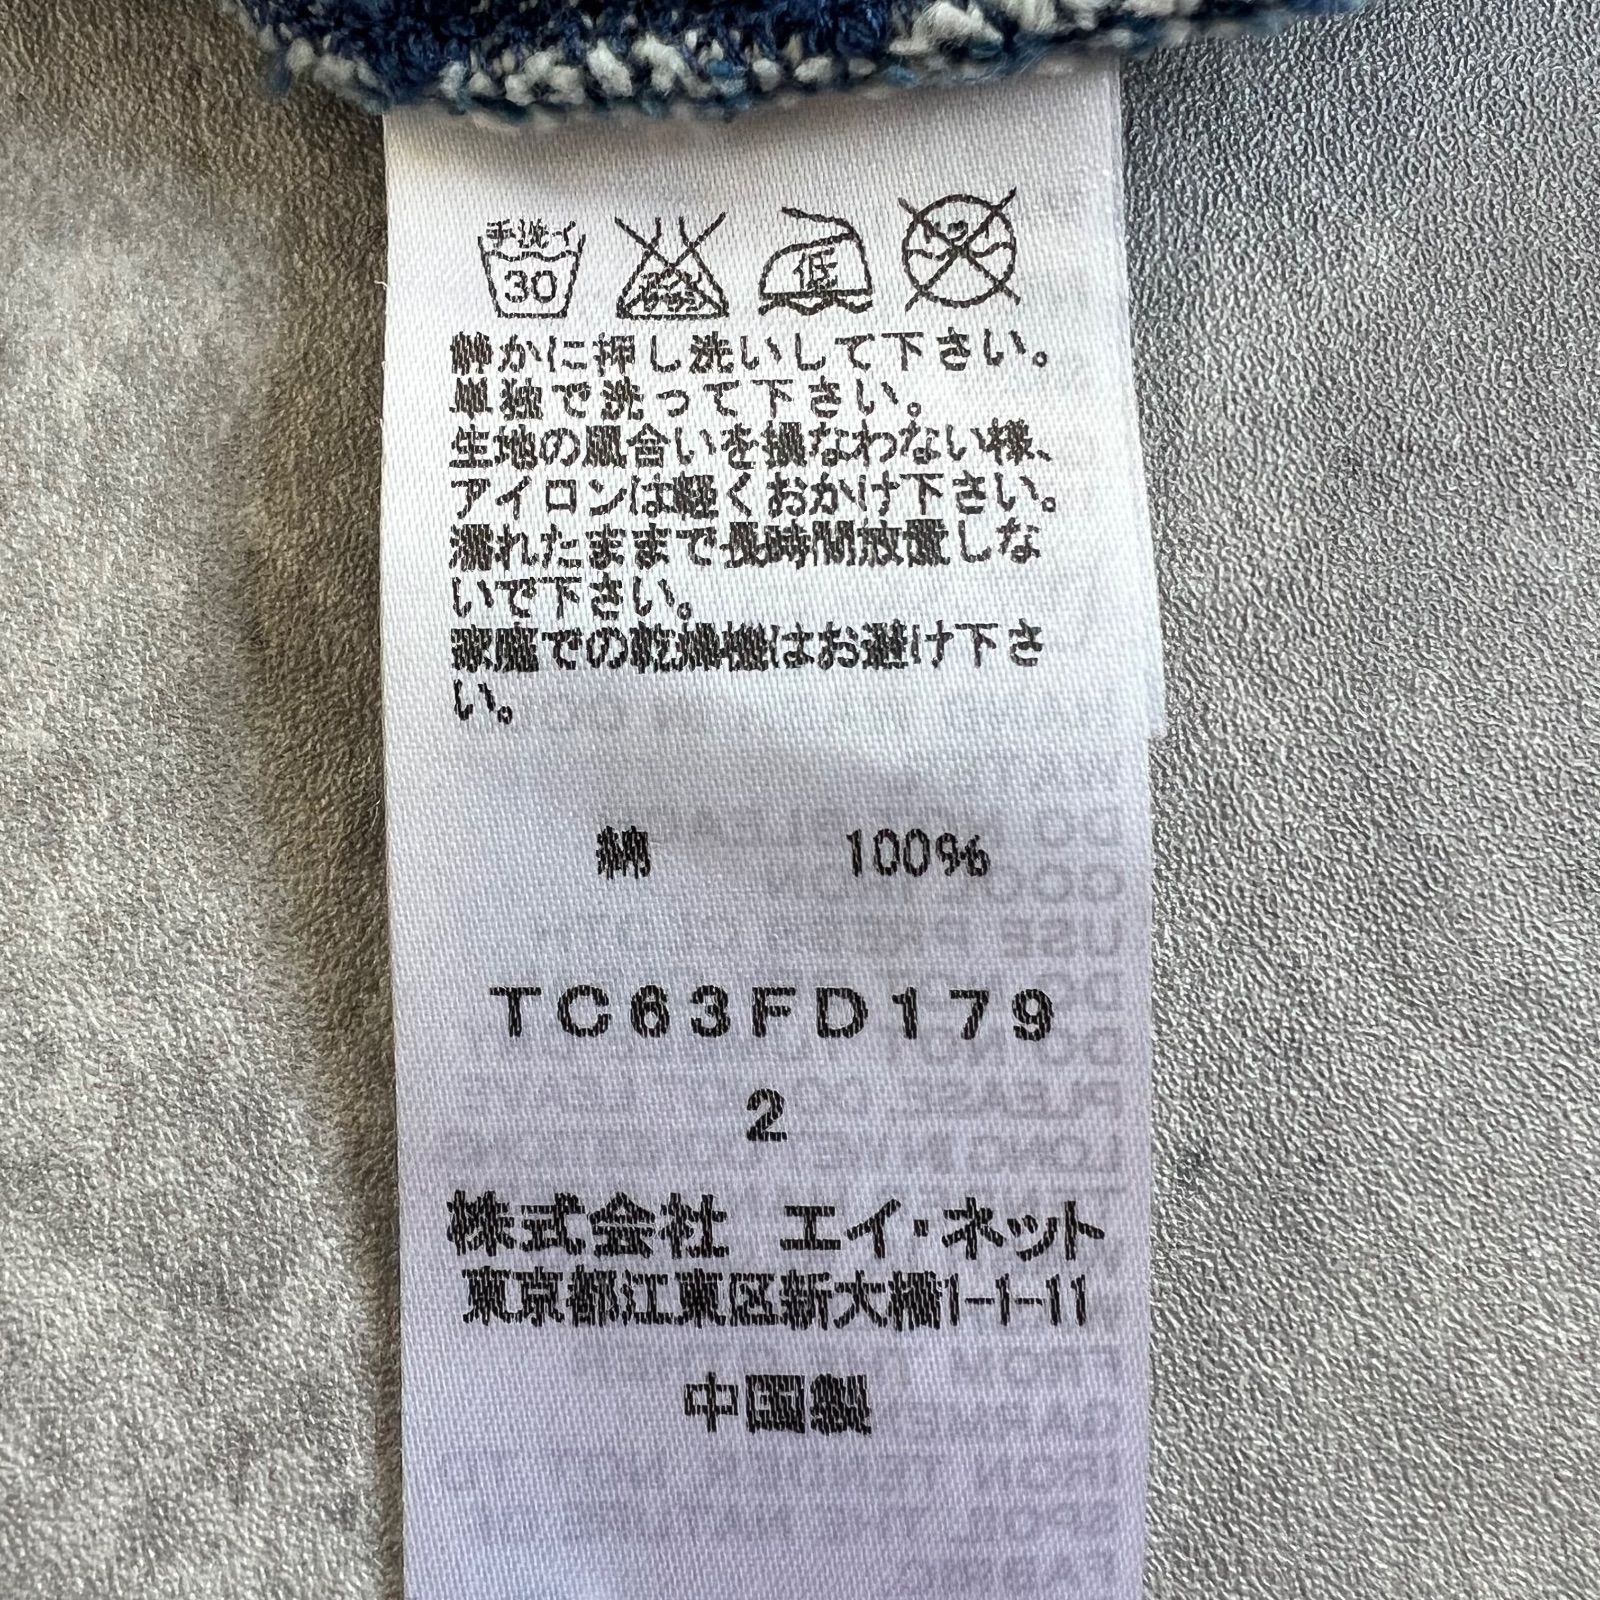 手洗イ
30
低
静かに押し洗いして下さい。
単独で洗って下さい。
生地の風合いを損なわない様、
アイロンは軽くおかけ下さい。
濡れたままで長時間放置しな
いで下さい。
家庭での乾燥機はお避け下さ
い。
綿 100%
TC63FD179
2
株式会社 エイ・ネット
東京都江東区新大橋1-1-11
中国製